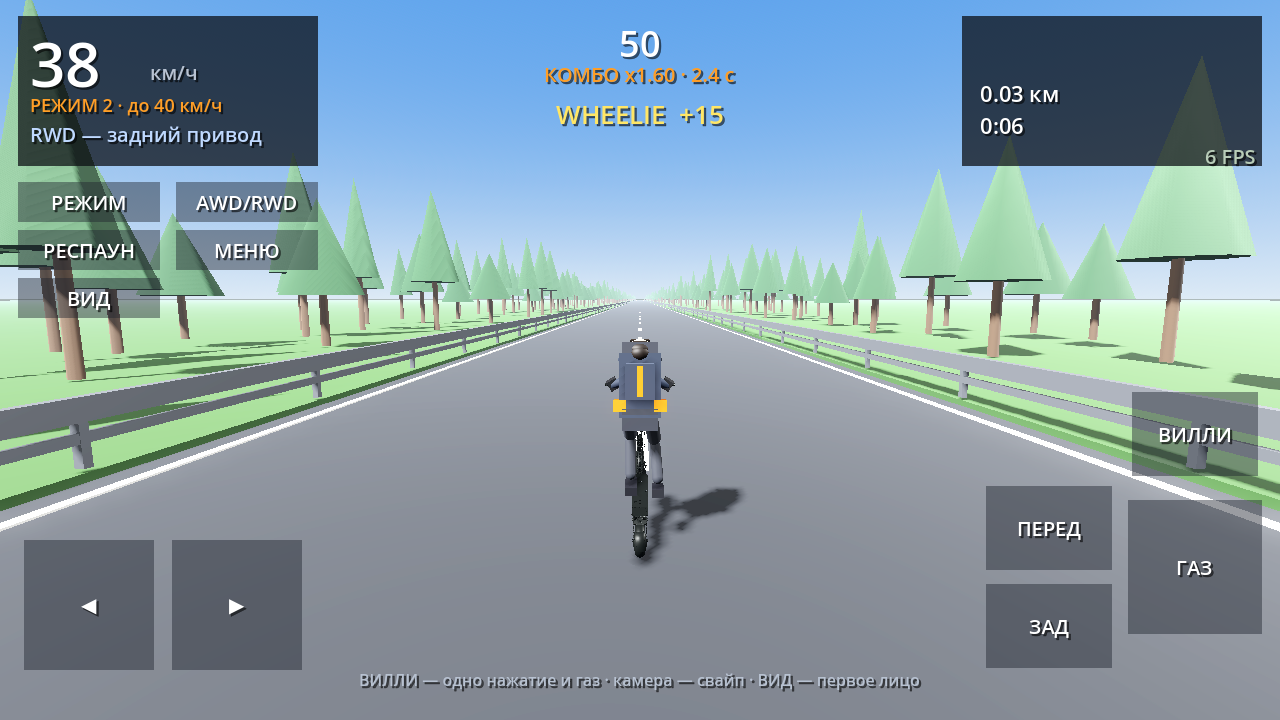 38 км/ч
РЕЖИМ 2 · до 40 км/ч
RWD — задний привод
50
КОМБО x1.60 · 2.4 с
WHEELIE +15
0.03 км
0:06
6 FPS
РЕЖИМ
AWD/RWD
РЕСПАУН
МЕНЮ
ВИД
ВИЛЛИ
ПЕРЕД
ГАЗ
ЗАД
◄
►
ВИЛЛИ — одно нажатие и газ · камера — свайп · ВИД — первое лицо